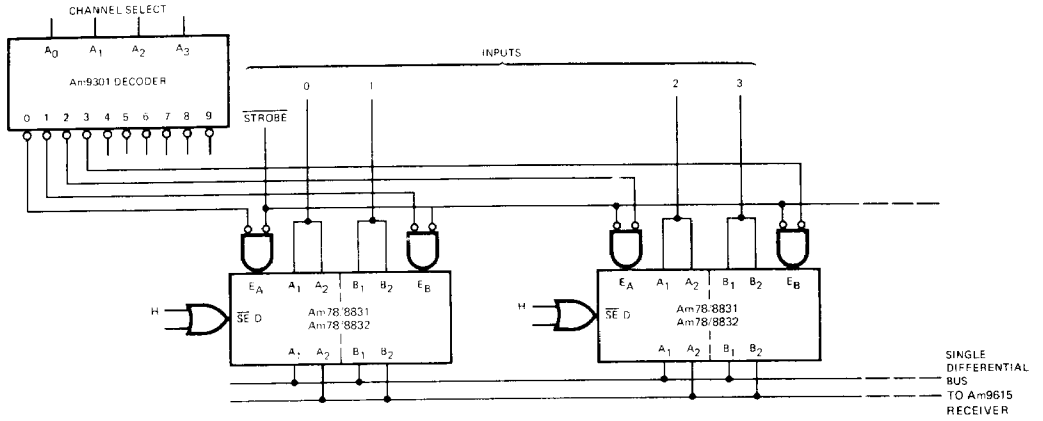 CHANNEL SELECT
A0 A1 A2 A3
Am9301 DECODER
0 1 2 3 4 5 6 7 8 9
INPUTS
0 1 2 3
STROBE
EA A1 A2 B1 B2 EB
H
SE D
Am78/8831
Am78/8832
A1 A2 B1 B2
EA A1 A2 B1 B2 EB
H
SE D
Am78/8831
Am78/8832
A1 A2 B1 B2
SINGLE
DIFFERENTIAL
BUS
TO Am9615
RECEIVER